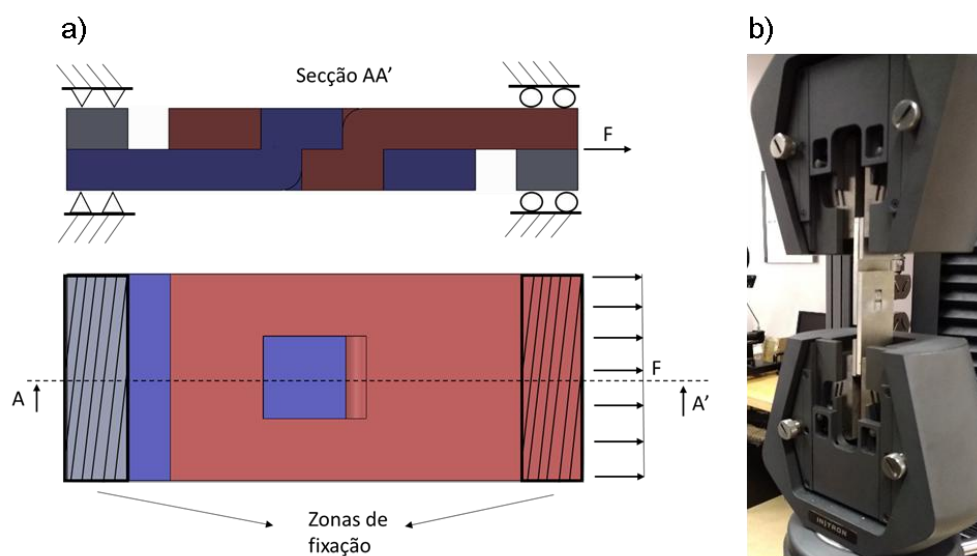 a)
b)
Secção AA'
F
A
F
A'
Zonas de
fixação
INSTRON